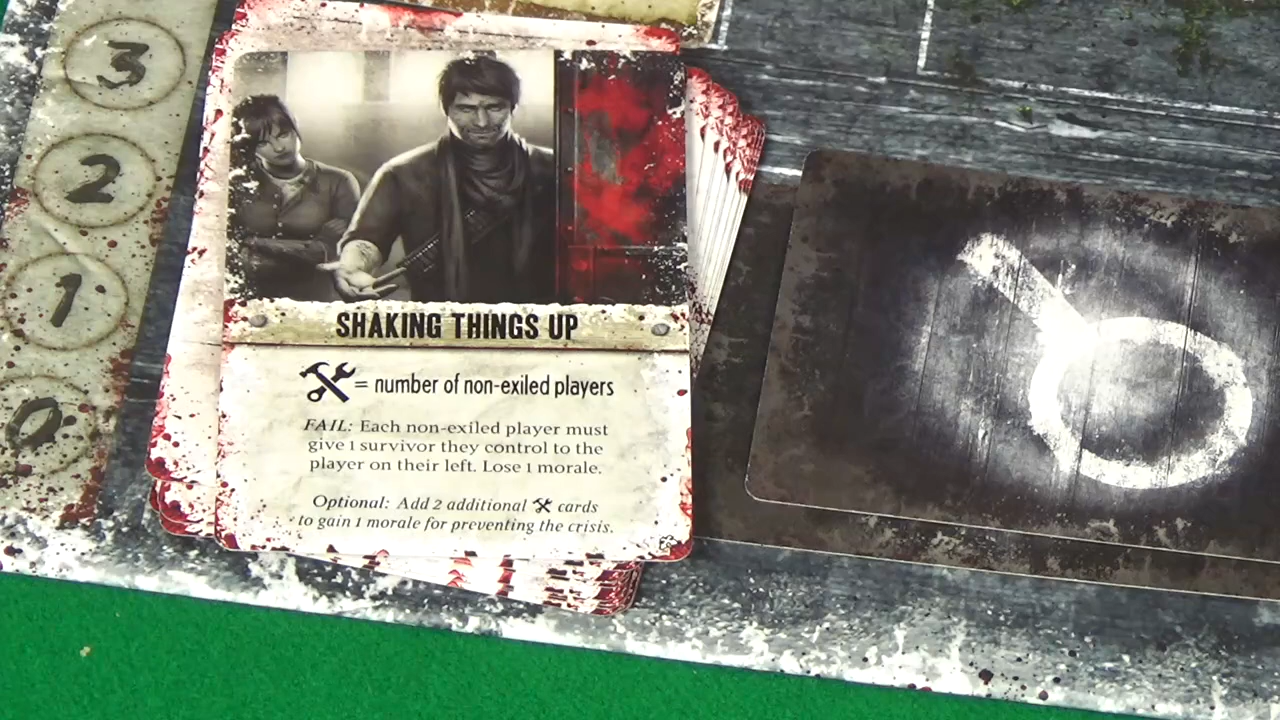 3
2
1
0
SHAKING THINGS UP
= number of non-exiled players
FAIL: Each non-exiled player must
give 1 survivor they control to the
player on their left. Lose 1 morale.
Optional: Add 2 additional cards
to gain 1 morale for preventing the crisis.